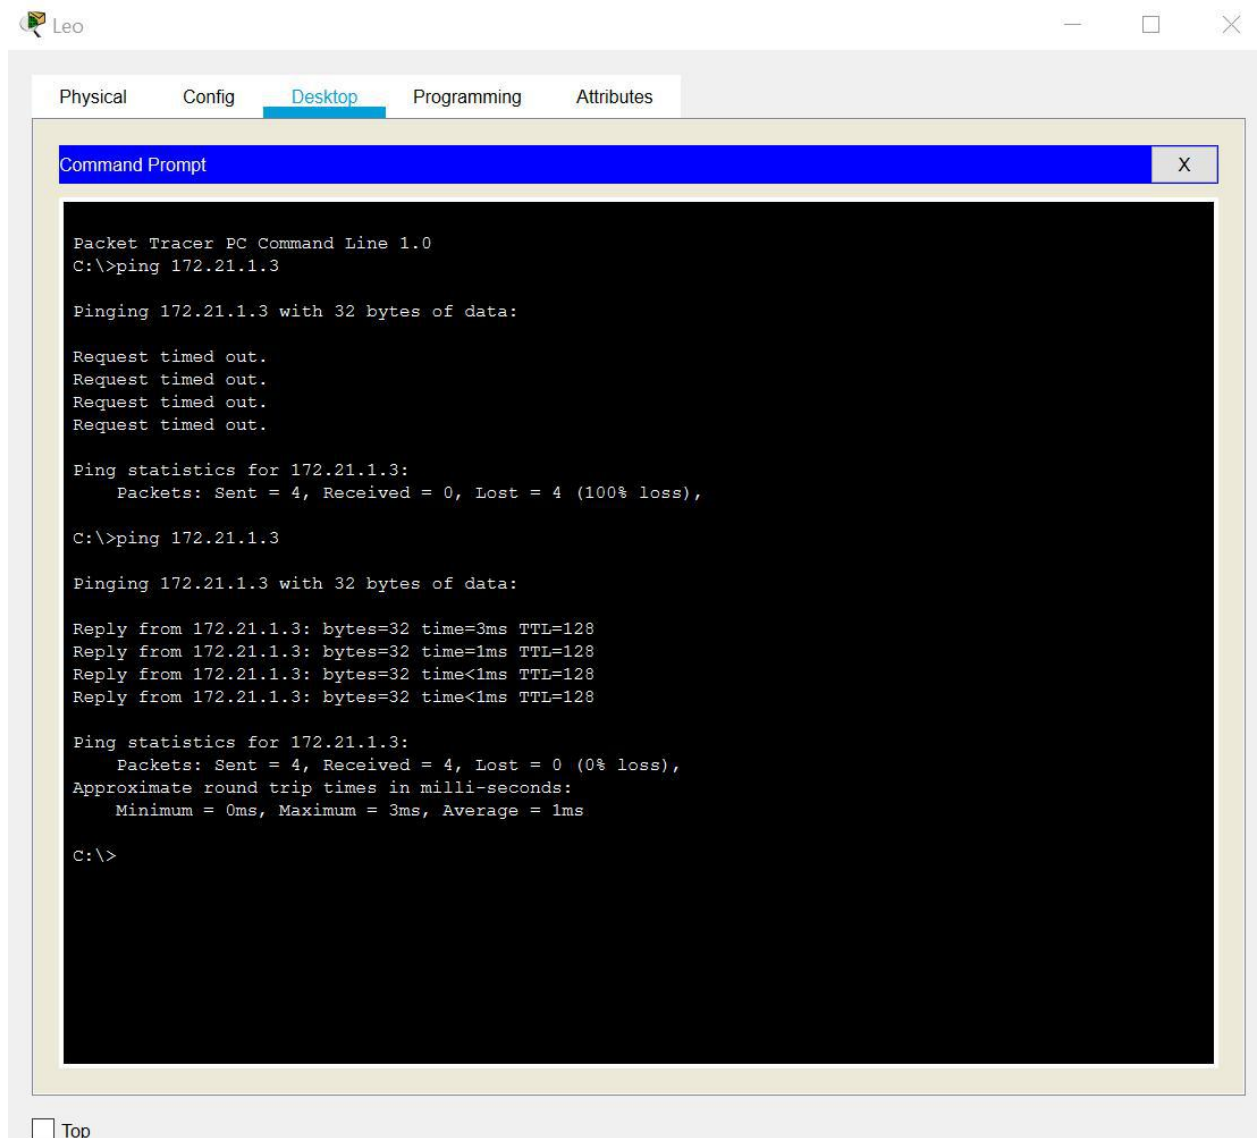 Leo
Physical Config Desktop Programming Attributes
Command Prompt
X
Packet Tracer PC Command Line 1.0
C:\>ping 172.21.1.3
Pinging 172.21.1.3 with 32 bytes of data:
Request timed out.
Request timed out.
Request timed out.
Request timed out.
Ping statistics for 172.21.1.3:
Packets: Sent = 4, Received = 0, Lost = 4 (100% loss),
C:\>ping 172.21.1.3
Pinging 172.21.1.3 with 32 bytes of data:
Reply from 172.21.1.3: bytes=32 time=3ms TTL=128
Reply from 172.21.1.3: bytes=32 time=1ms TTL=128
Reply from 172.21.1.3: bytes=32 time<1ms TTL=128
Reply from 172.21.1.3: bytes=32 time<1ms TTL=128
Ping statistics for 172.21.1.3:
Packets: Sent = 4, Received = 4, Lost = 0 (0% loss),
Approximate round trip times in milli-seconds:
Minimum = 0ms, Maximum = 3ms, Average = 1ms
C:\>
Top